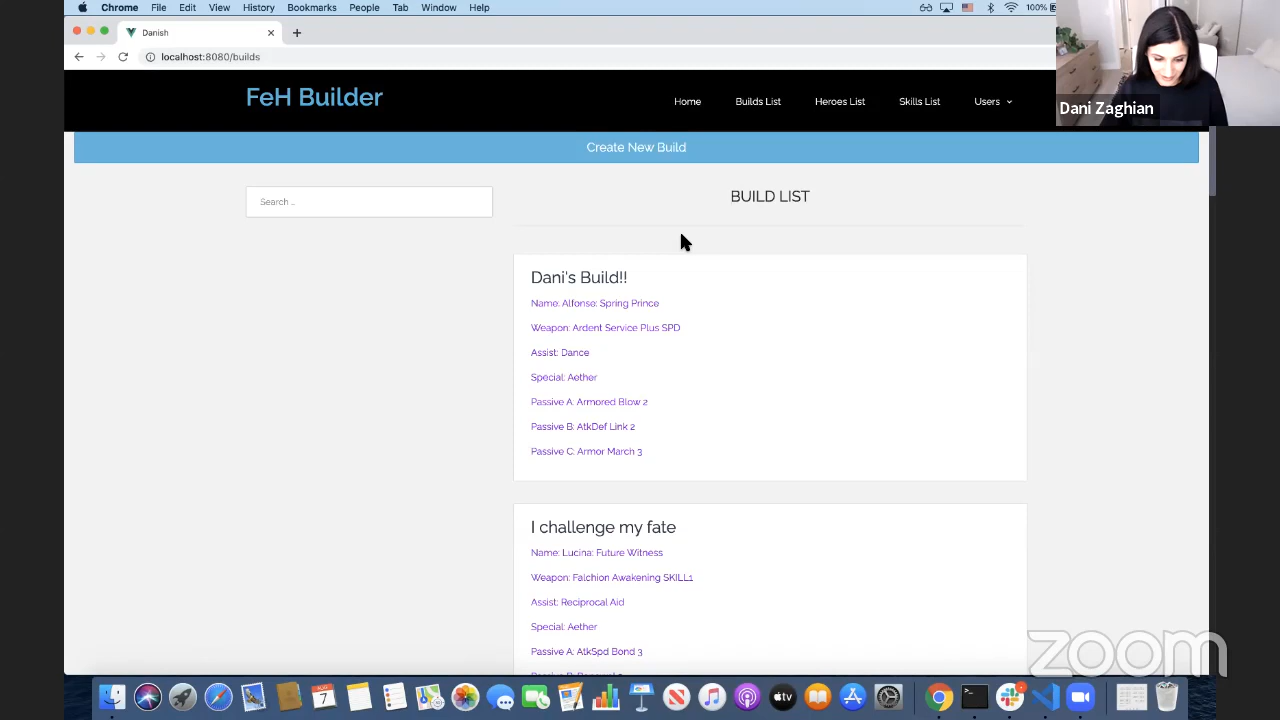 Chrome File Edit View History Bookmarks People Tab Window Help 100%
Danish
localhost:8080/builds
FeH Builder
Home Builds List Heroes List Skills List Users
Dani Zaghian
Create New Build
Search ...
BUILD LIST
Dani's Build!!
Name: Alfonse: Spring Prince
Weapon: Ardent Service Plus SPD
Assist: Dance
Special: Aether
Passive A: Armored Blow 2
Passive B: AtkDef Link 2
Passive C: Armor March 3
I challenge my fate
Name: Lucina: Future Witness
Weapon: Falchion Awakening SKILL1
Assist: Reciprocal Aid
Special: Aether
Passive A: AtkSpd Bond 3
zoom
7
tv